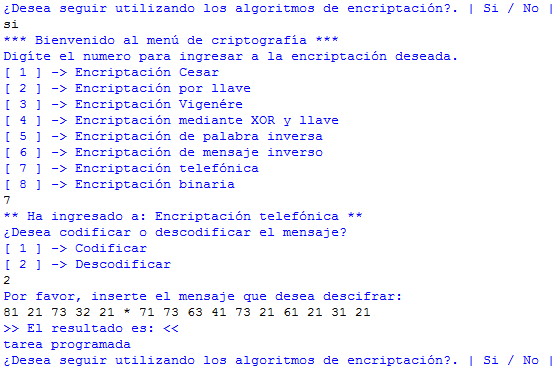 ¿Desea seguir utilizando los algoritmos de encriptación?. | Si / No |
si
*** Bienvenido al menú de criptografía ***
Digíte el numero para ingresar a la encriptación deseada.
[ 1 ] -> Encriptación Cesar
[ 2 ] -> Encriptación por llave
[ 3 ] -> Encriptación Vigenére
[ 4 ] -> Encriptación mediante XOR y llave
[ 5 ] -> Encriptación de palabra inversa
[ 6 ] -> Encriptación de mensaje inverso
[ 7 ] -> Encriptación telefónica
[ 8 ] -> Encriptación binaria
7
** Ha ingresado a: Encriptación telefónica **
¿Desea codificar o descodificar el mensaje?
[ 1 ] -> Codificar
[ 2 ] -> Descodificar
2
Por favor, inserte el mensaje que desea descifrar:
81 21 73 32 21 * 71 73 63 41 73 21 61 21 31 21
>> El resultado es: <<
tarea programada
¿Desea seguir utilizando los algoritmos de encriptación?. | Si / No |